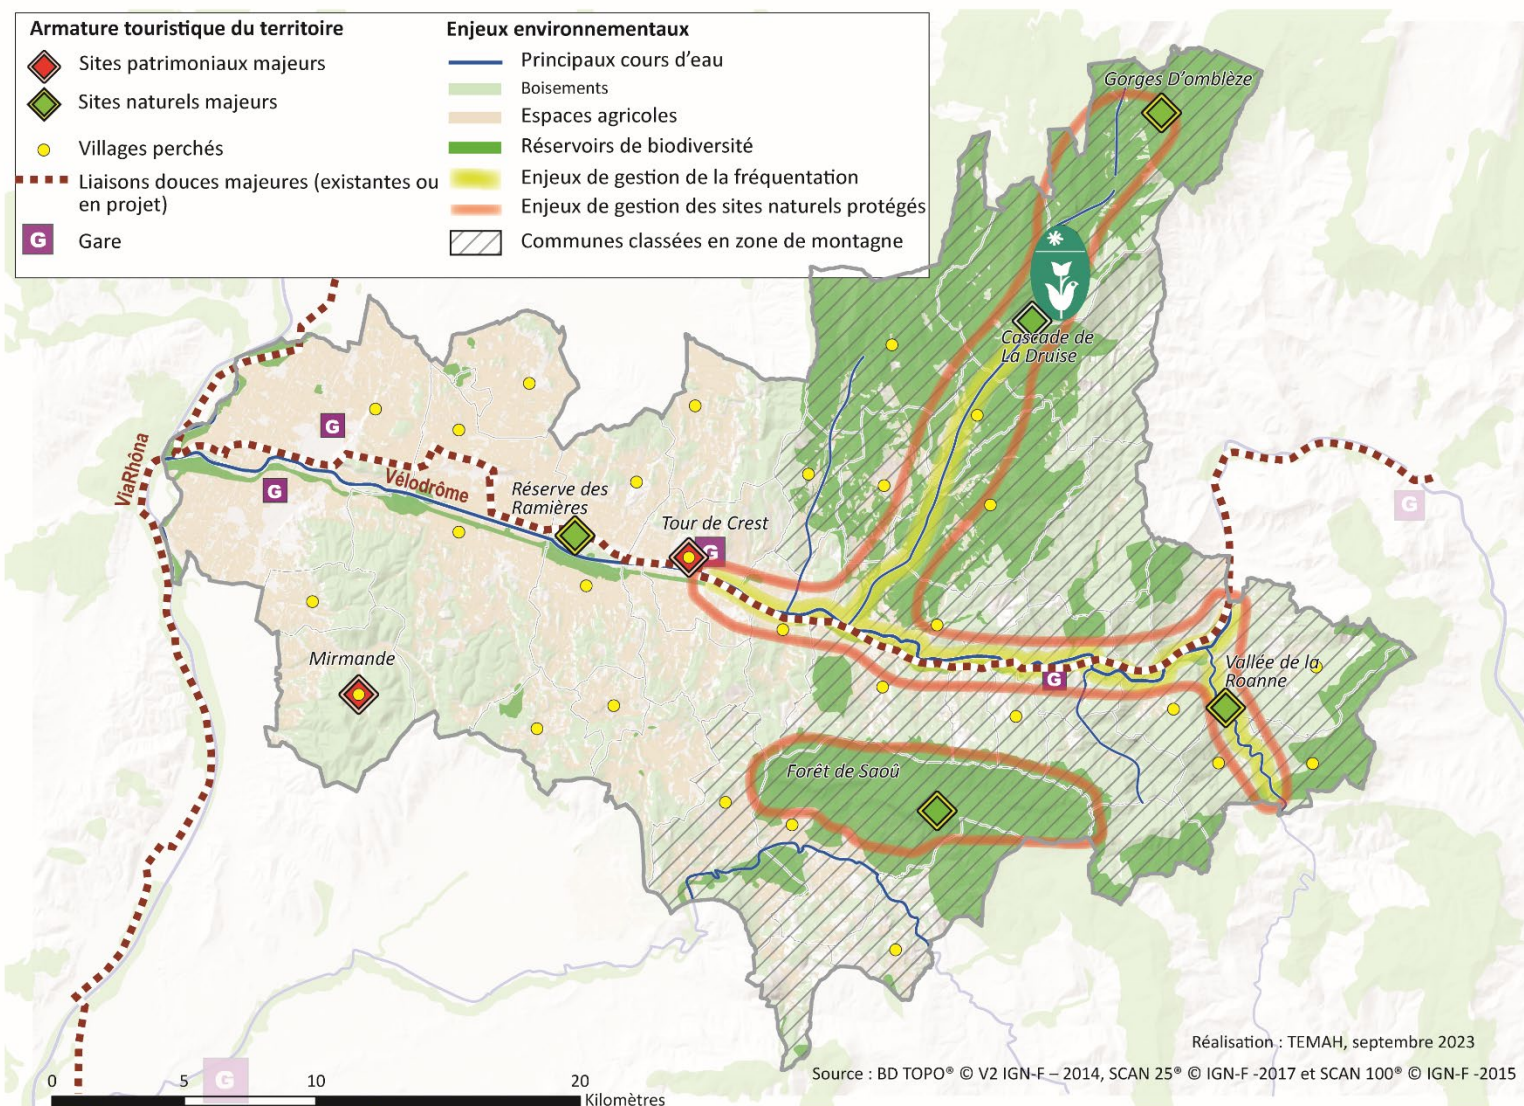 Armature touristique du territoire
Sites patrimoniaux majeurs
Sites naturels majeurs
Villages perchés
Liaisons douces majeures (existantes ou
en projet)
G
Gare
Enjeux environnementaux
Principaux cours d'eau
Boisements
Espaces agricoles
Réservoirs de biodiversité
Enjeux de gestion de la fréquentation
Enjeux de gestion des sites naturels protégés
Communes classées en zone de montagne
Gorges D'omblèze
Cascade de
La Druise
G
ViaRhôna
Vélodrôme
G
Réserve des
Ramières
Tour de Crest
G
G
Mirmande
Vallée de la
Roanne
G
Forêt de Saoû
G
Réalisation : TEMAH, septembre 2023
Source : BD TOPO® © V2 IGN-F – 2014, SCAN 25® © IGN-F -2017 et SCAN 100® © IGN-F -2015
0 5 10 20
Kilomètres